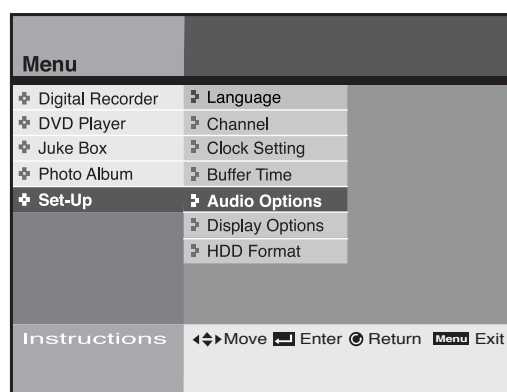 Menu
Digital Recorder
DVD Player
Juke Box
Photo Album
Set-Up
Language
Channel
Clock Setting
Buffer Time
Audio Options
Display Options
HDD Format
Instructions Move Enter Return Menu Exit